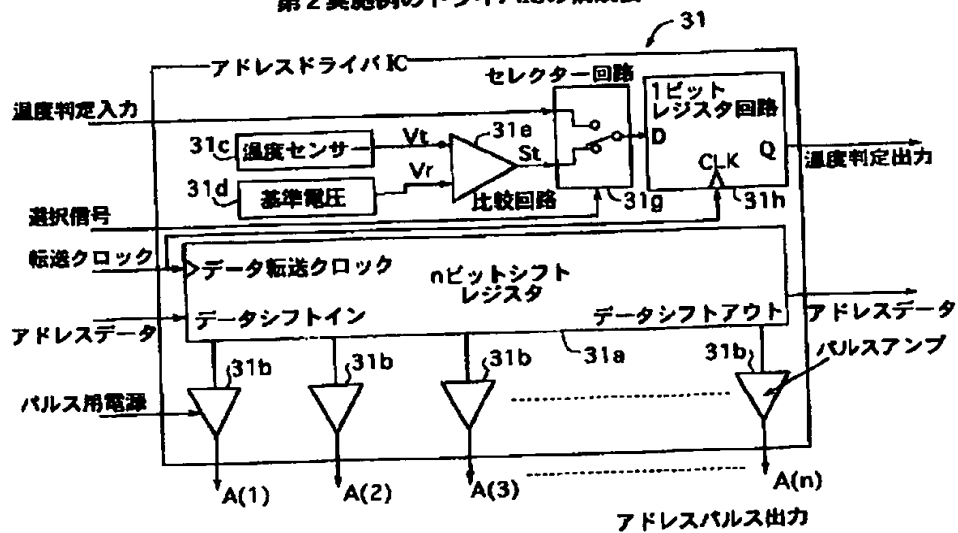 31
アドレスドライバIC
セレクター回路
温度判定入力
1ビット
レジスタ回路
31c
温度センサ
Vt
31e
St
D
Q
CLK
温度判定出力
31d
基準電圧
Vr
比較回路
31g
31h
選択信号
転送クロック
データ転送クロック
nビットシフト
レジスタ
アドレスデータ
データシフトイン
データシフトアウト
アドレスデータ
31b
31b
31b
31a
31b
パルスアンプ
パルス用電源
A(1)
A(2)
A(3)
A(n)
アドレスパルス出力